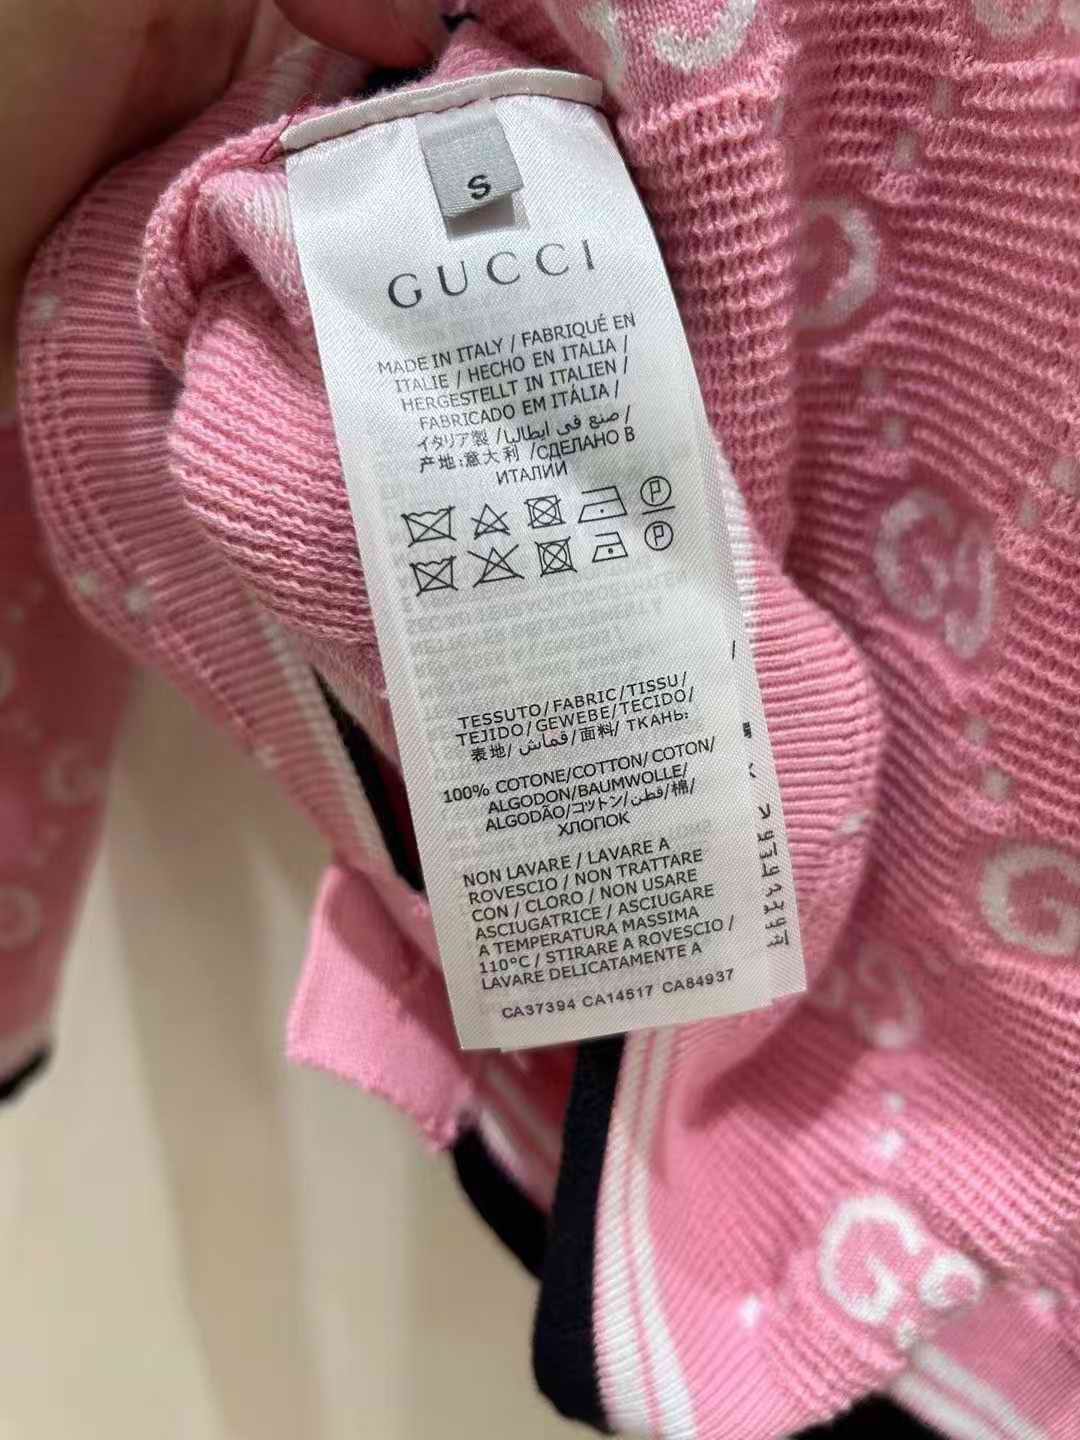 S
GUCCI
MADE IN ITALY / FABRIQUÉ EN
ITALIE / HECHO EN ITALIA /
HERGESTELLT IN ITALIEN /
FABRICADO EM ITÁLIA /
イタリア製 / صنع في ايطاليا /
产地:意大利 /СДЕЛАНО В
ИТАЛИИ
P
P
TESSUTO/FABRIC/TISSU/
TEJIDO/GEWEBE/TECIDO/
表地/ قماش /面料/ ТКАНЬ:
100% COTONE/COTTON/ COTON/
ALGODON/BAUMWOLLE/
ALGODÃO/コットン/قطن/棉/
ХЛОПОК
NON LAVARE / LAVARE A
ROVESCIO / NON TRATTARE
CON / CLORO / NON USARE
ASCIUGATRICE / ASCIUGARE
A TEMPERATURA MASSIMA
110°C / STIRARE A ROVESCIO /
LAVARE DELICATAMENTE A
CA37394 CA14517 CA84937